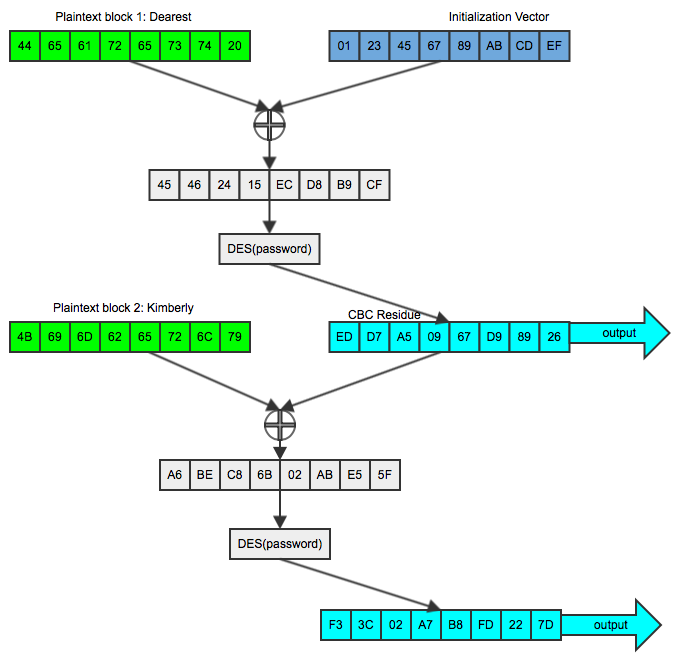 Plaintext block 1: Dearest
Initialization Vector
44 65 61 72 65 73 74 20
01 23 45 67 89 AB CD EF
45 46 24 15 EC D8 B9 CF
DES(password)
Plaintext block 2: Kimberly
CBC Residue
4B 69 6D 62 65 72 6C 79
ED D7 A5 09 67 D9 89 26
output
A6 BE C8 6B 02 AB E5 5F
DES(password)
F3 3C 02 A7 B8 FD 22 7D
output